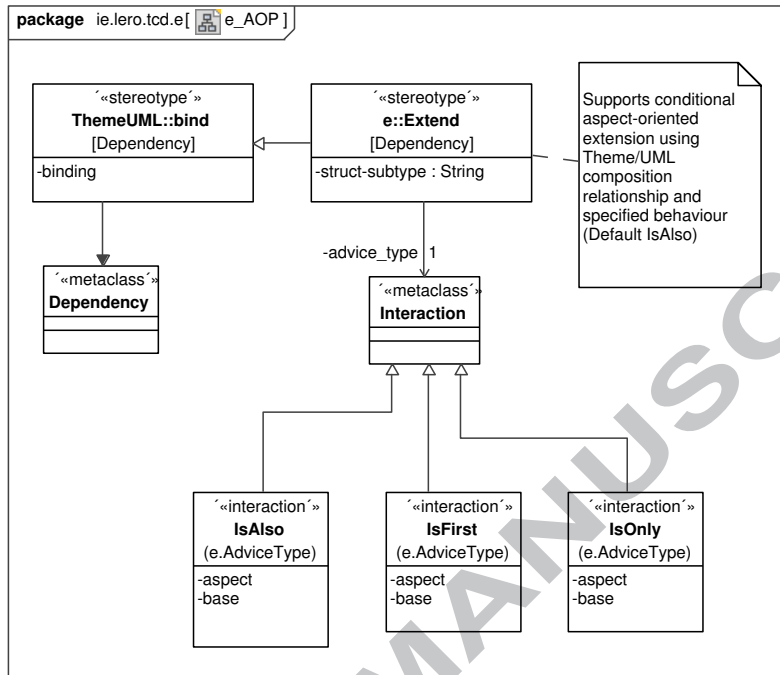 package ie.lero.tcd.e[ e_AOP ]
´«stereotype´»
ThemeUML::bind
[Dependency]
-binding
´«stereotype´»
e::Extend
[Dependency]
-struct-subtype : String
Supports conditional
aspect-oriented
extension using
Theme/UML
composition
relationship and
specified behaviour
(Default IsAlso)
-advice_type 1
´«metaclass´»
Dependency
´«metaclass´»
Interaction
´«interaction´»
IsAlso
(e.AdviceType)
-aspect
-base
´«interaction´»
IsFirst
(e.AdviceType)
-aspect
-base
´«interaction´»
IsOnly
(e.AdviceType)
-aspect
-base
MANUSC